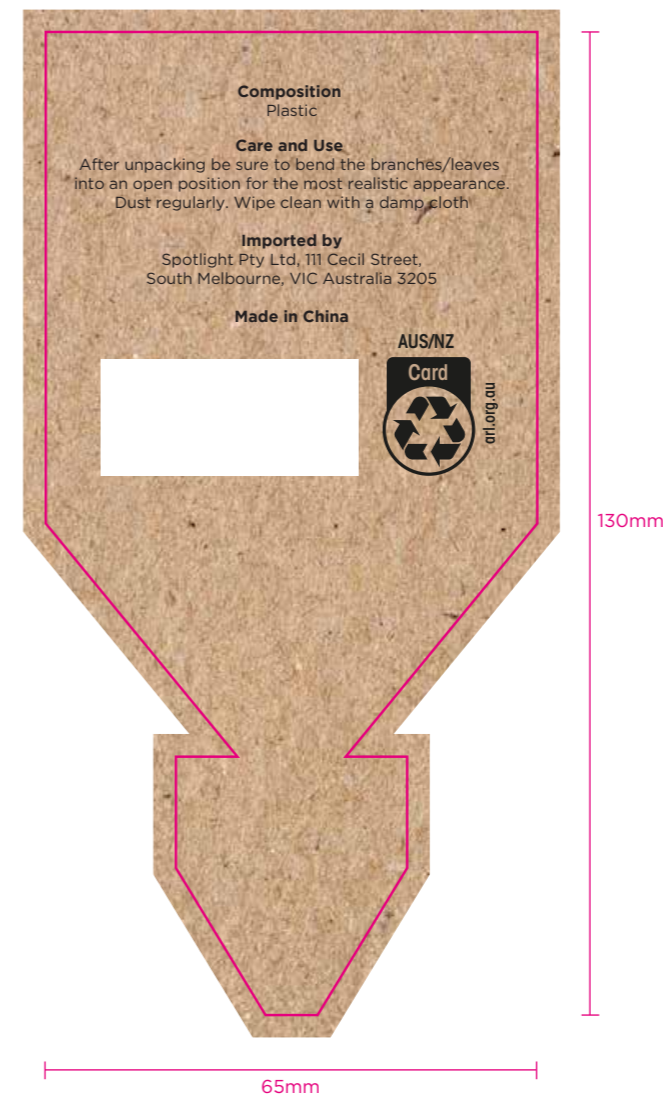 Composition
Plastic
Care and Use
After unpacking be sure to bend the branches/leaves
into an open position for the most realistic appearance.
Dust regularly. Wipe clean with a damp cloth
Imported by
Spotlight Pty Ltd, 111 Cecil Street,
South Melbourne, VIC Australia 3205
Made in China
AUS/NZ
Card
arl.org.au
130mm
65mm